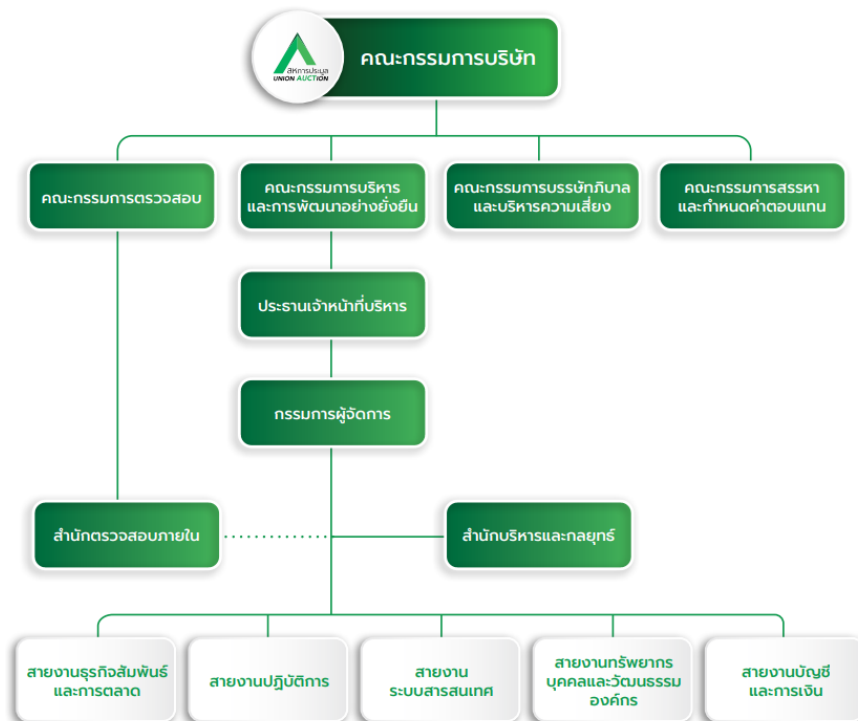 สหการประมูล
UNION AUCTION
คณะกรรมการบริษัท
คณะกรรมการตรวจสอบ
คณะกรรมการบริหาร
และการพัฒนาอย่างยั่งยืน
คณะกรรมการบรรษัทภิบาล
และบริหารความเสี่ยง
คณะกรรมการสรรหา
และกำหนดค่าตอบแทน
ประธานเจ้าหน้าที่บริหาร
กรรมการผู้จัดการ
สำนักตรวจสอบภายใน
สำนักบริหารและกลยุทธ์
สายงานธุรกิจสัมพันธ์
และการตลาด
สายงานปฏิบัติการ
สายงาน
ระบบสารสนเทศ
สายงานทรัพยากร
บุคคลและวัฒนธรรม
องค์กร
สายงานบัญชี
และการเงิน